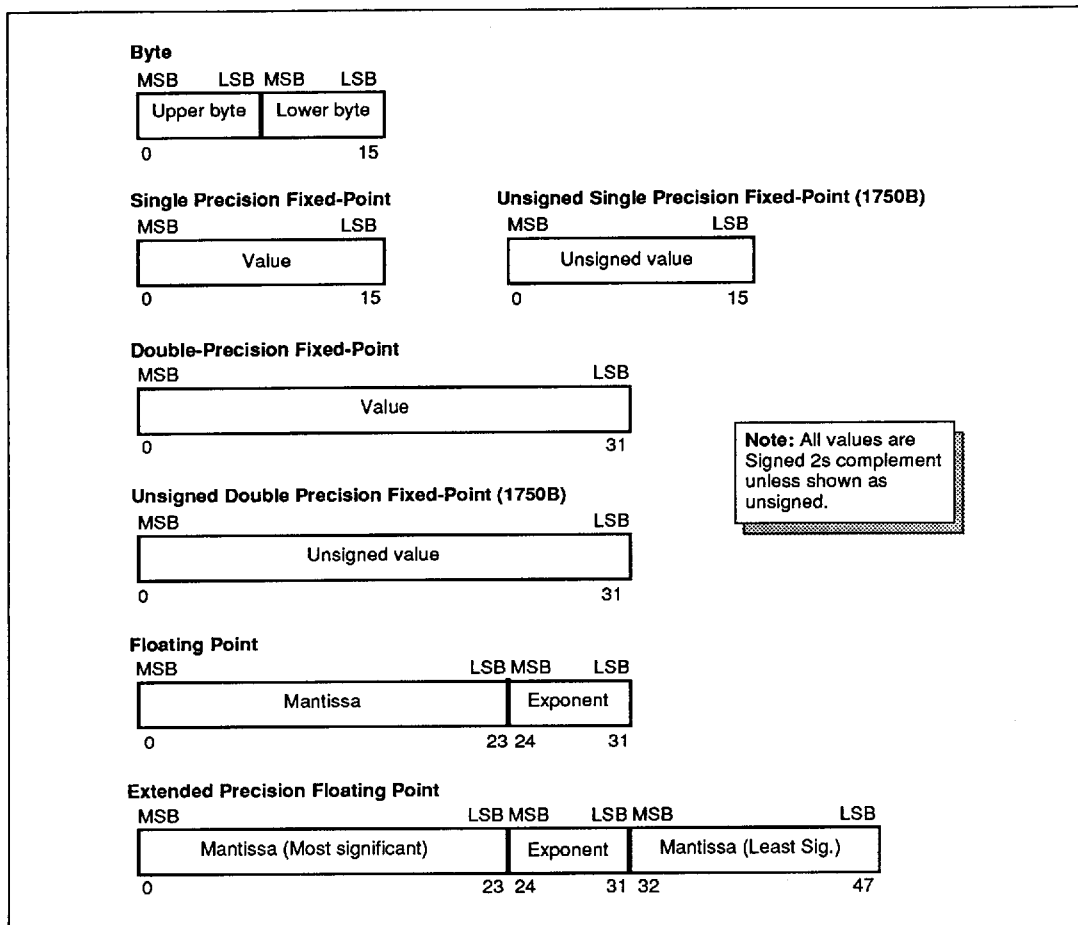 Byte
MSB LSB MSB LSB
Upper byte Lower byte
0 15
Single Precision Fixed-Point
MSB LSB
Value
0 15
Unsigned Single Precision Fixed-Point (1750B)
MSB LSB
Unsigned value
0 15
Double-Precision Fixed-Point
MSB LSB
Value
0 31
Note: All values are
Signed 2s complement
unless shown as
unsigned.
Unsigned Double Precision Fixed-Point (1750B)
MSB LSB
Unsigned value
0 31
Floating Point
MSB LSB MSB LSB
Mantissa Exponent
0 23 24 31
Extended Precision Floating Point
MSB LSB MSB LSB MSB LSB
Mantissa (Most significant) Exponent Mantissa (Least Sig.)
0 23 24 31 32 47